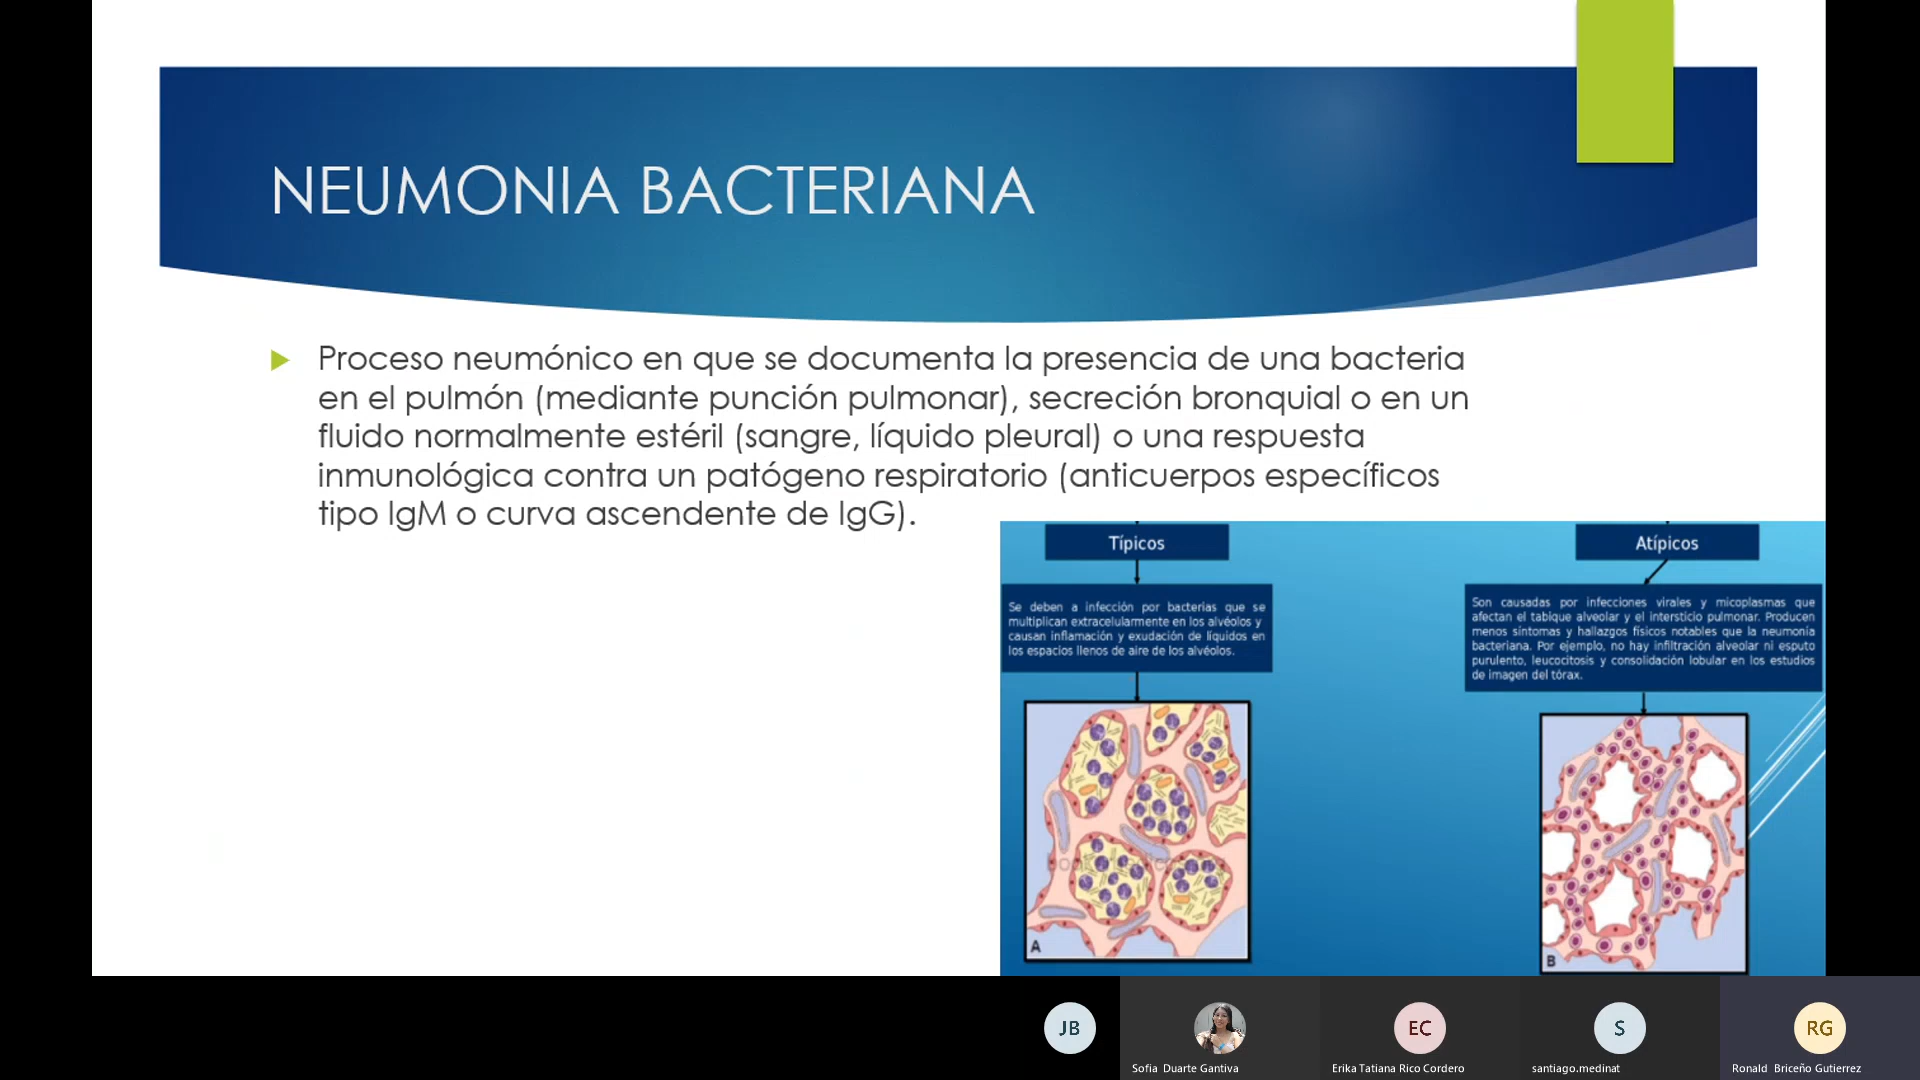 NEUMONIA BACTERIANA
Proceso neumónico en que se documenta la presencia de una bacteria
en el pulmón (mediante punción pulmonar), secreción bronquial o en un
fluido normalmente estéril (sangre, líquido pleural) o una respuesta
inmunológica contra un patógeno respiratorio (anticuerpos específicos
tipo IgM o curva ascendente de IgG).
Típicos
Se deben a infección por bacterias que se
multiplican extracelularmente en los alvéolos y
causan inflamación y exudación de líquidos en
los espacios llenos de aire de los alvéolos.
A
Atípicos
Son causadas por infecciones virales y micoplasmas que
afectan el tabique alveolar y el intersticio pulmonar. Producen
menos síntomas y hallazgos físicos notables que la neumonía
bacteriana. Por ejemplo, no hay infiltración alveolar ni esputo
purulento, leucocitosis y consolidación lobular en los estudios
de imagen del tórax.
B
JB
Sofia Duarte Gantiva
EC
Erika Tatiana Rico Cordero
S
santiago.medinat
RG
Ronald Briceño Gutierrez